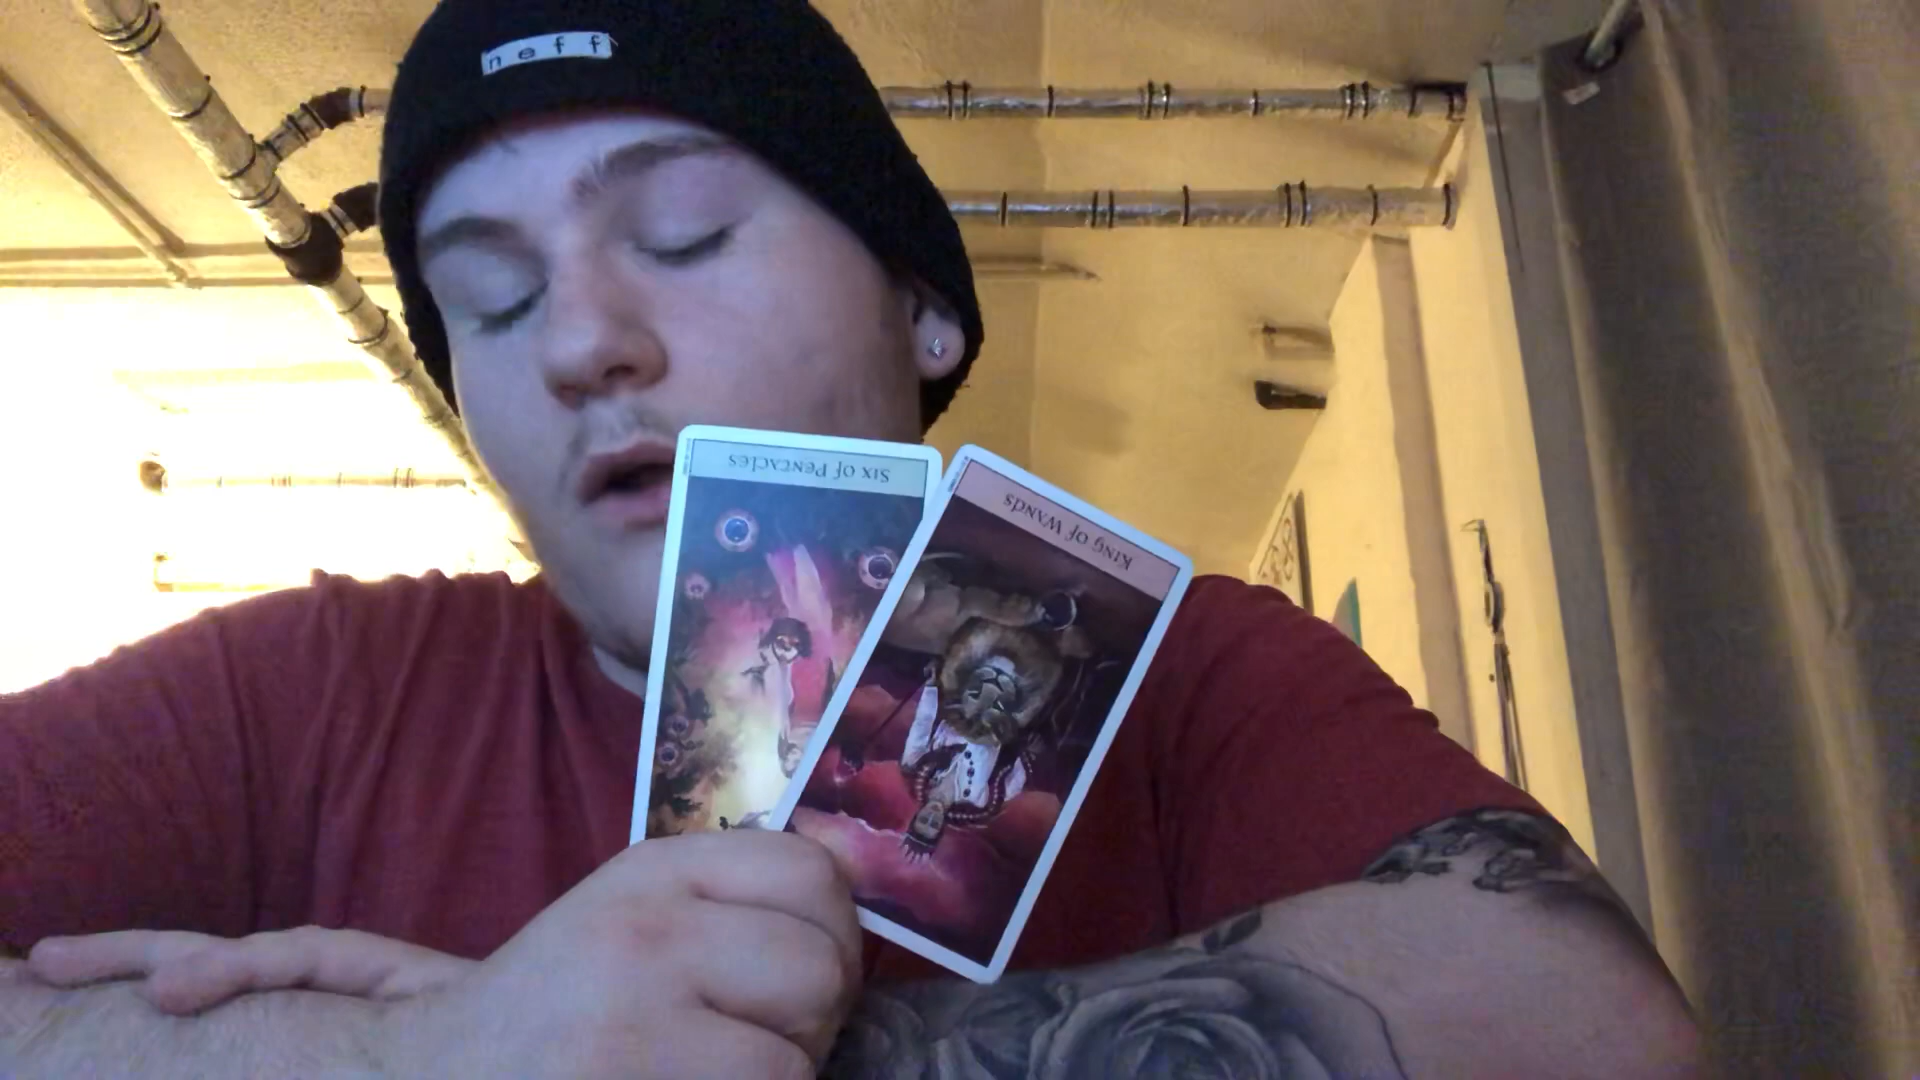 neff
Six of Pentacles
King of Wands